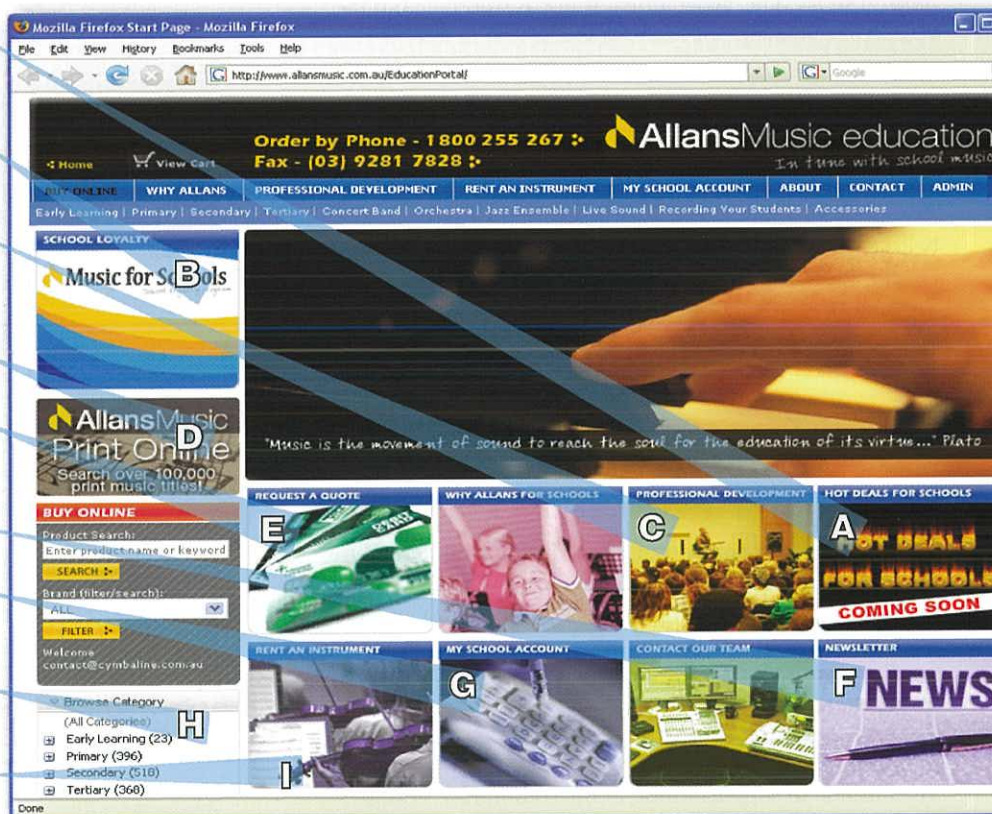 Mozilla Firefox Start Page - Mozilla Firefox
File Edit View History Bookmarks Tools Help
http://www.allansmusic.com.au/EducationPortal/
Google
Home
View Cart
Order by Phone - 1800 255 267
Fax - (03) 9281 7828
AllansMusic education
In tune with school music
BUY ONLINE WHY ALLANS PROFESSIONAL DEVELOPMENT RENT AN INSTRUMENT MY SCHOOL ACCOUNT ABOUT CONTACT ADMIN
Early Learning | Primary | Secondary | Tertiary | Concert Band | Orchestra | Jazz Ensemble | Live Sound | Recording Your Students | Accessories
SCHOOL LOYALTY
Music for Schools
B
AllansMusic
Print Online
D
Search over 100,000
print music titles!
"Music is the movement of sound to reach the soul for the education of its virtue..." Plato
BUY ONLINE
Product Search:
Enter product name or keyword
SEARCH
Brand (filter/search):
ALL
FILTER
Welcome
contact@cymbaline.com.au
REQUEST A QUOTE
E
WHY ALLANS FOR SCHOOLS
PROFESSIONAL DEVELOPMENT
C
HOT DEALS FOR SCHOOLS
A
HOT DEALS
FOR SCHOOLS
COMING SOON
Browse Category
(All Categories)
H
Early Learning (23)
Primary (396)
Secondary (518)
Tertiary (368)
RENT AN INSTRUMENT
I
MY SCHOOL ACCOUNT
G
CONTACT OUR TEAM
NEWSLETTER
F
NEWS
Done